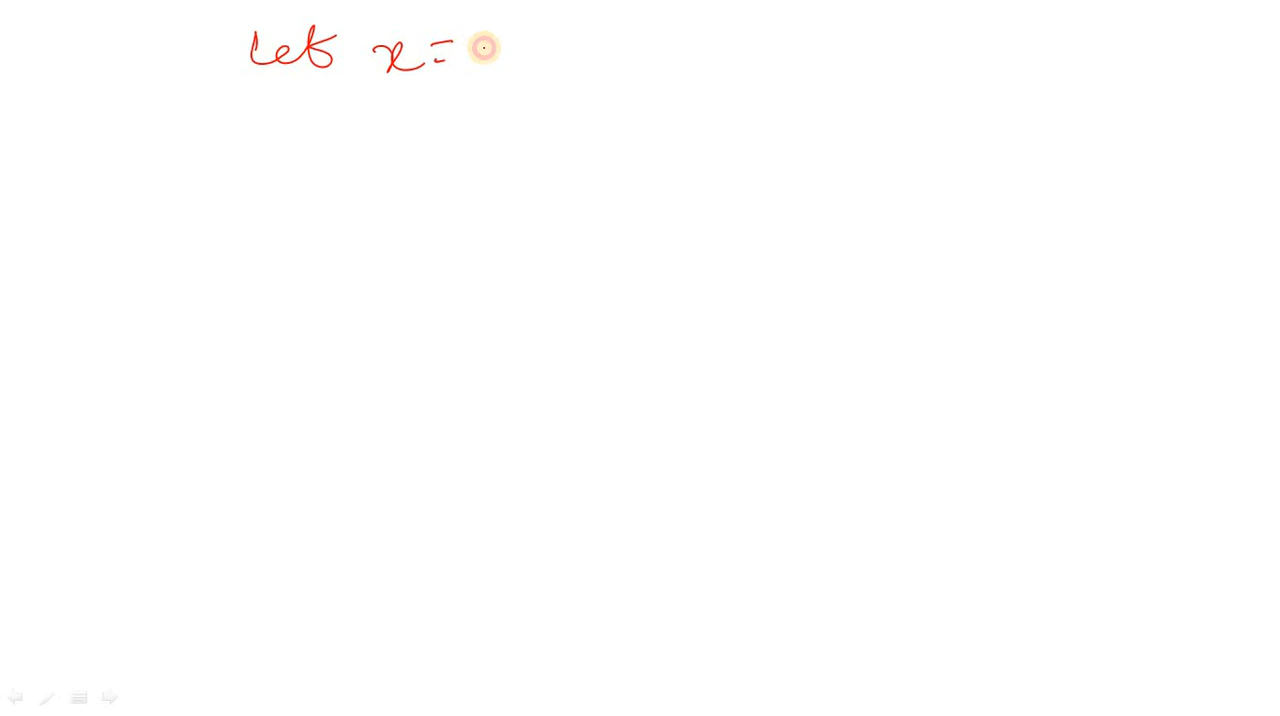 Let x =